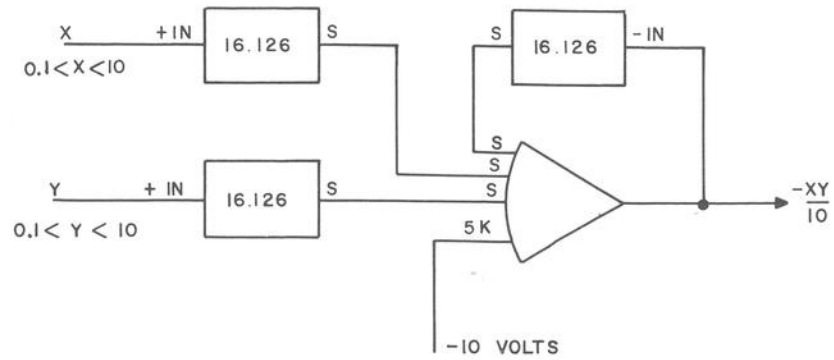 X
+ IN
16.126
S
0.1 < X < 10
S
16.126
- IN
S
S
Y
+ IN
16.126
S
S
0.1 < Y < 10
5K
-XY
10
-10 VOLTS